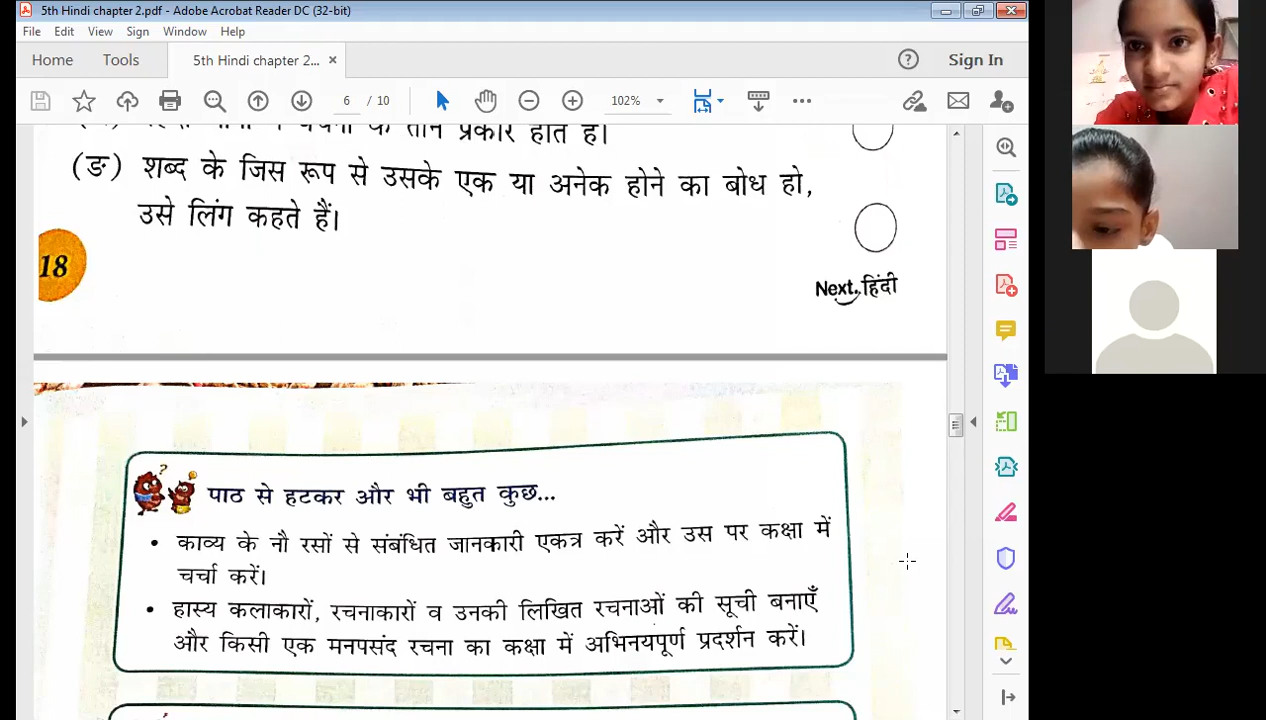 5th Hindi chapter 2.pdf - Adobe Acrobat Reader DC (32-bit)
File Edit View Sign Window Help
Home Tools 5th Hindi chapter 2... × Sign In
6 / 10 102%
के तीन प्रकार होते हैं।
(ङ) शब्द के जिस रूप से उसके एक या अनेक होने का बोध हो,
उसे लिंग कहते हैं।
18
Next हिंदी
पाठ से हटकर और भी बहुत कुछ...
• काव्य के नौ रसों से संबंधित जानकारी एकत्र करें और उस पर कक्षा में
चर्चा करें।
• हास्य कलाकारों, रचनाकारों व उनकी लिखित रचनाओं की सूची बनाएँ
और किसी एक मनपसंद रचना का कक्षा में अभिनयपूर्ण प्रदर्शन करें।